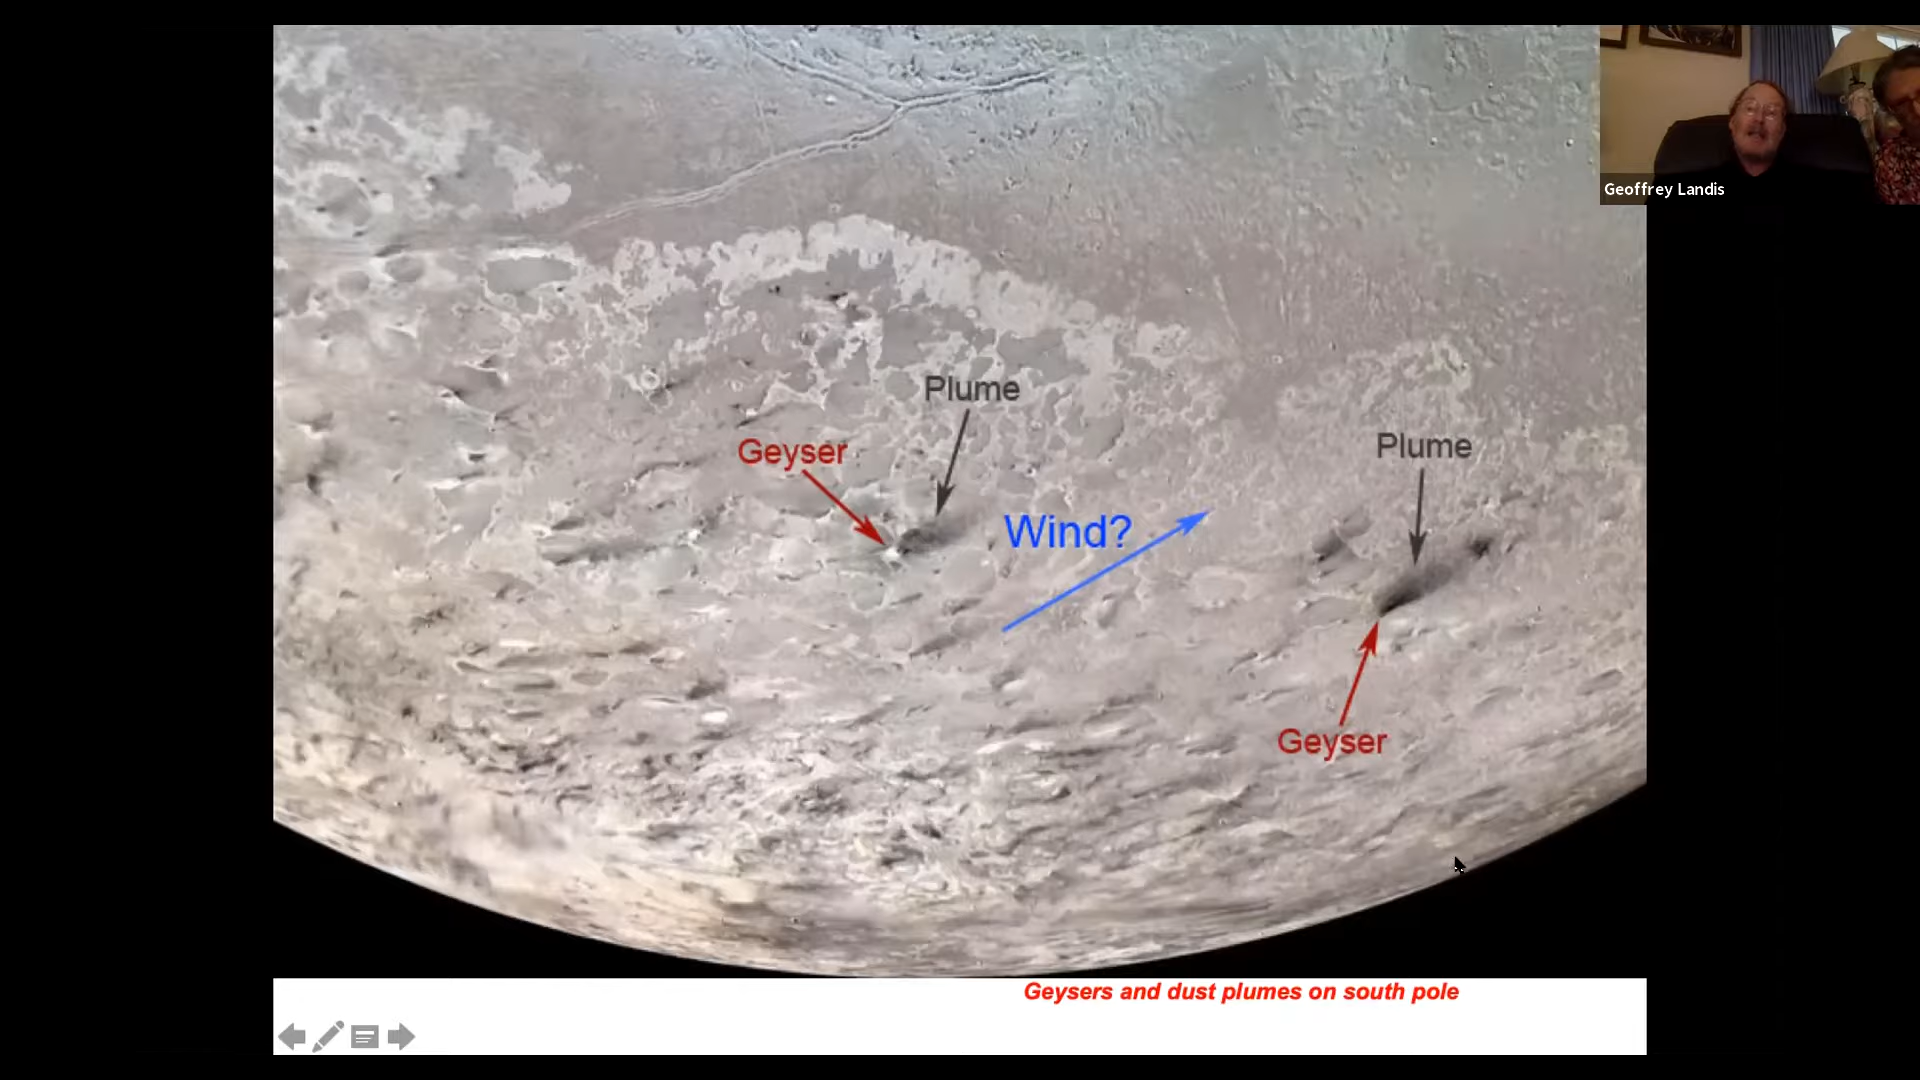 Geoffrey Landis
Plume
Geyser
Plume
Wind?
Geyser
Geysers and dust plumes on south pole